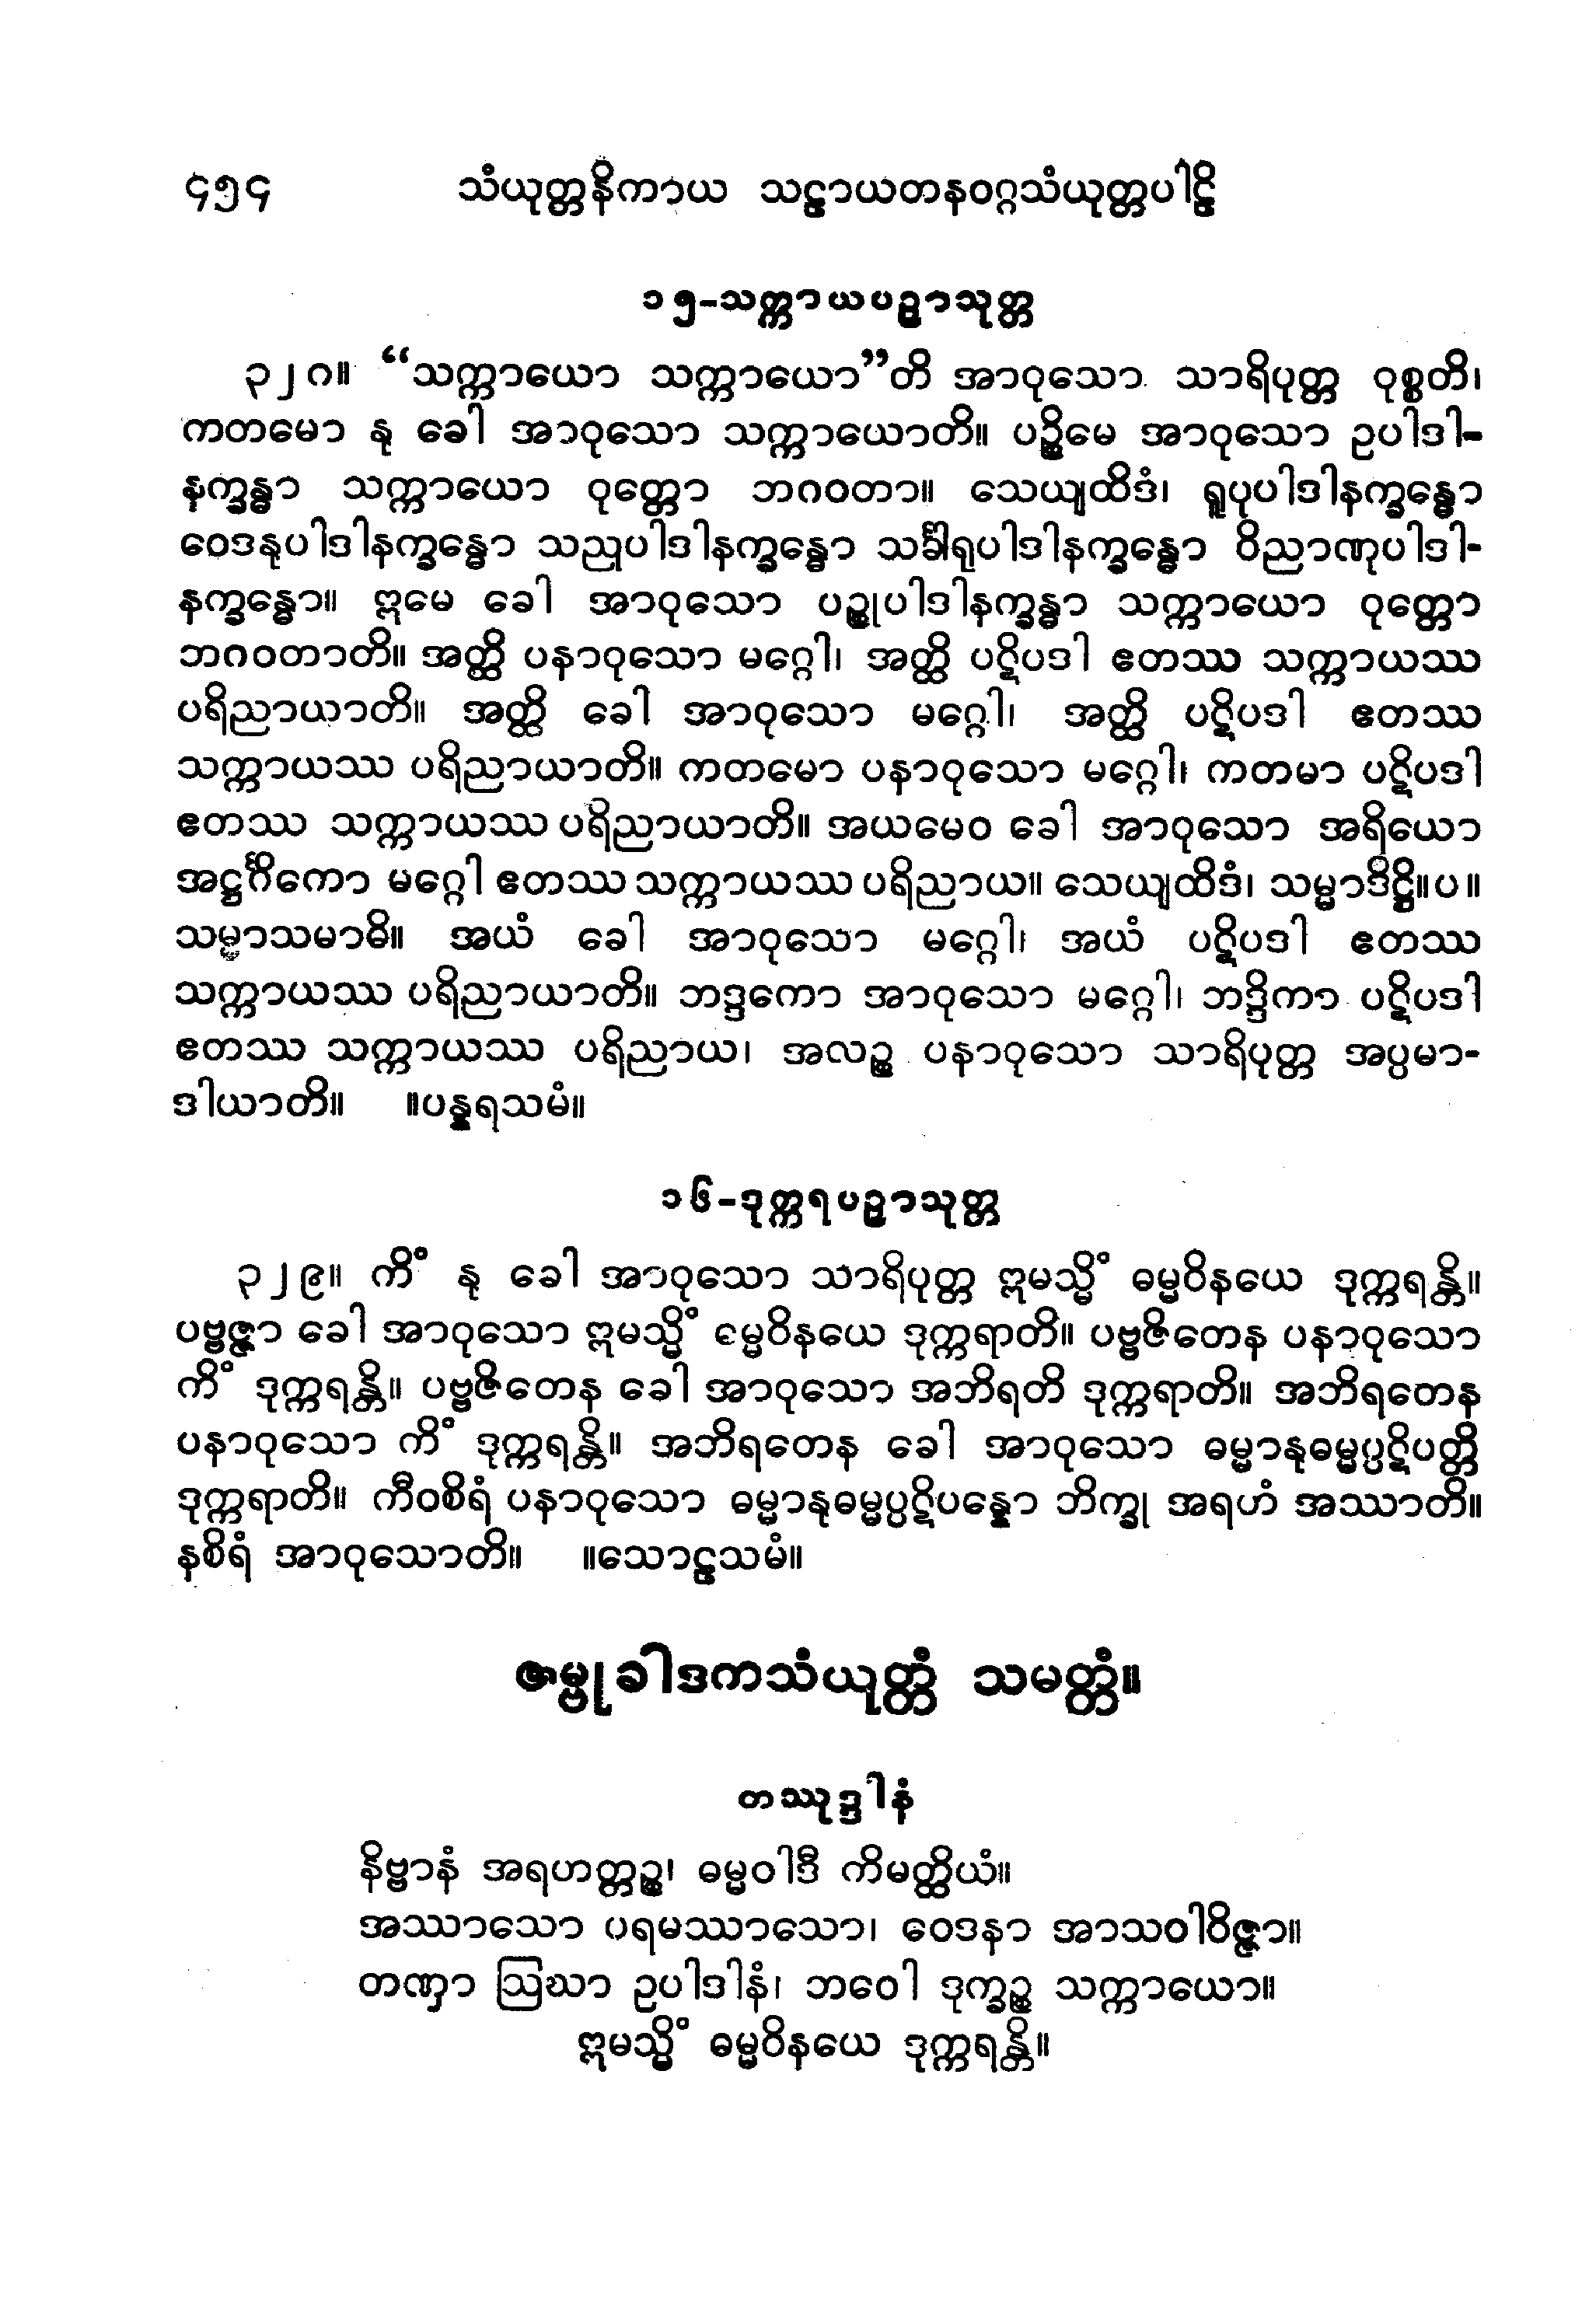 ၄၅၄ သံယုတ္တနိကာယ သဠာယတနဝဂ္ဂသံယုတ္တပါဠိ
၁၅-သက္ကာယပဉှာသုတ္တ
၃၂၈။ “သက္ကာယော သက္ကာယော”တိ အာဝုသော သာရိပုတ္တ ဝုစ္စတိ၊
ကတမော နု ခေါ အာဝုသော သက္ကာယောတိ။ ပဉ္စိမေ အာဝုသော ဥပါဒါ-
နက္ခန္ဓာ သက္ကာယော ဝုတ္တော ဘဂဝတာ။ သေယျထိဒံ၊ ရူပုပါဒါနက္ခန္ဓော
ဝေဒနုပါဒါနက္ခန္ဓော သညုပါဒါနက္ခန္ဓော သင်္ခါရုပါဒါနက္ခန္ဓော ဝိညာဏုပါဒါ-
နက္ခန္ဓော။ ဣမေ ခေါ အာဝုသော ပဉ္စုပါဒါနက္ခန္ဓာ သက္ကာယော ဝုတ္တော
ဘဂဝတာတိ။ အတ္ထိ ပနာဝုသော မဂ္ဂေါ၊ အတ္ထိ ပဋိပဒါ ဧတဿ သက္ကာယဿ
ပရိညာယာတိ။ အတ္ထိ ခေါ အာဝုသော မဂ္ဂေါ၊ အတ္ထိ ပဋိပဒါ ဧတဿ
သက္ကာယဿ ပရိညာယာတိ။ ကတမော ပနာဝုသော မဂ္ဂေါ၊ ကတမာ ပဋိပဒါ
ဧတဿ သက္ကာယဿ ပရိညာယာတိ။ အယမေဝ ခေါ အာဝုသော အရိယော
အဋ္ဌင်္ဂိကော မဂ္ဂေါ ဧတဿ သက္ကာယဿ ပရိညာယ။ သေယျထိဒံ၊ သမ္မာဒိဋ္ဌိ။ပ။
သမ္မာသမာဓိ။ အယံ ခေါ အာဝုသော မဂ္ဂေါ၊ အယံ ပဋိပဒါ ဧတဿ
သက္ကာယဿ ပရိညာယာတိ။ ဘဒ္ဒကော အာဝုသော မဂ္ဂေါ၊ ဘဒ္ဒိကာ ပဋိပဒါ
ဧတဿ သက္ကာယဿ ပရိညာယ၊ အလဉ္စ ပနာဝုသော သာရိပုတ္တ အပ္ပမာ-
ဒါယာတိ။ ။ပန္နရသမံ။
၁၆-ဒုက္ကရပဉှာသုတ္တ
၃၂၉။ ကိံ နု ခေါ အာဝုသော သာရိပုတ္တ ဣမသ္မိံ ဓမ္မဝိနယေ ဒုက္ကရန္တိ။
ပဗ္ဗဇ္ဇာ ခေါ အာဝုသော ဣမသ္မိံ ဓမ္မဝိနယေ ဒုက္ကရာတိ။ ပဗ္ဗဇိတေန ပနာဝုသော
ကိံ ဒုက္ကရန္တိ။ ပဗ္ဗဇိတေန ခေါ အာဝုသော အဘိရတိ ဒုက္ကရာတိ။ အဘိရတေန
ပနာဝုသော ကိံ ဒုက္ကရန္တိ။ အဘိရတေန ခေါ အာဝုသော ဓမ္မာနုဓမ္မပ္ပဋိပတ္တိ
ဒုက္ကရာတိ။ ကီဝစိရံ ပနာဝုသော ဓမ္မာနုဓမ္မပ္ပဋိပန္နော ဘိက္ခု အရဟံ အဿာတိ။
နစိရံ အာဝုသောတိ။ ။သောဠသမံ။
ဇမ္ဗုခါဒကသံယုတ္တံ သမတ္တံ။
တဿုဒ္ဒါနံ
နိဗ္ဗာနံ အရဟတ္တဉ္စ၊ ဓမ္မဝါဒီ ကိမတ္ထိယံ။
အဿာသော ပရမဿာသော၊ ဝေဒနာ အာသဝါဝိဇ္ဇာ။
တဏှာ ဩဃာ ဥပါဒါနံ၊ ဘဝေါ ဒုက္ခဉ္စ သက္ကာယော။
ဣမသ္မိံ ဓမ္မဝိနယေ ဒုက္ကရန္တိ။